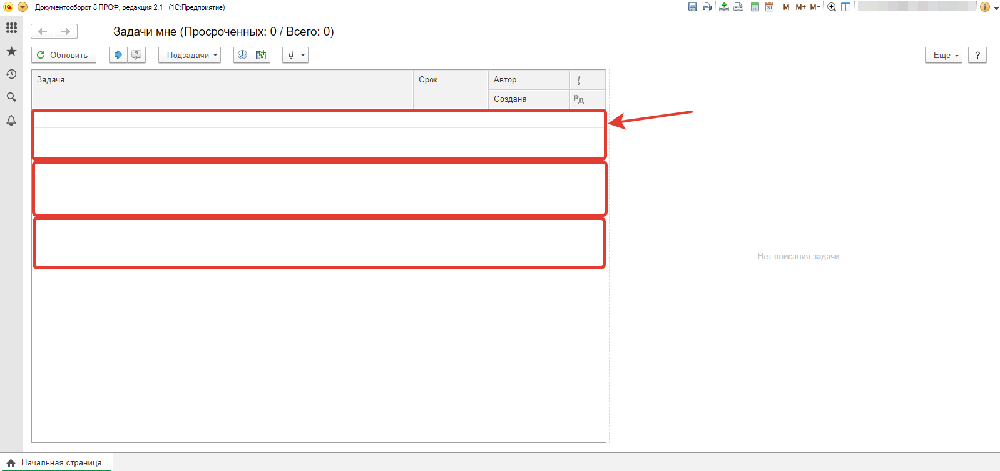 Документооборот 8 ПРОФ, редакция 2.1 (1С:Предприятие)
31 M M+ M-
Задачи мне (Просроченных: 0 / Всего: 0)
Обновить ? Подзадачи Еще ?
Задача Срок Автор
Создана Рд
Нет описания задачи.
Начальная страница